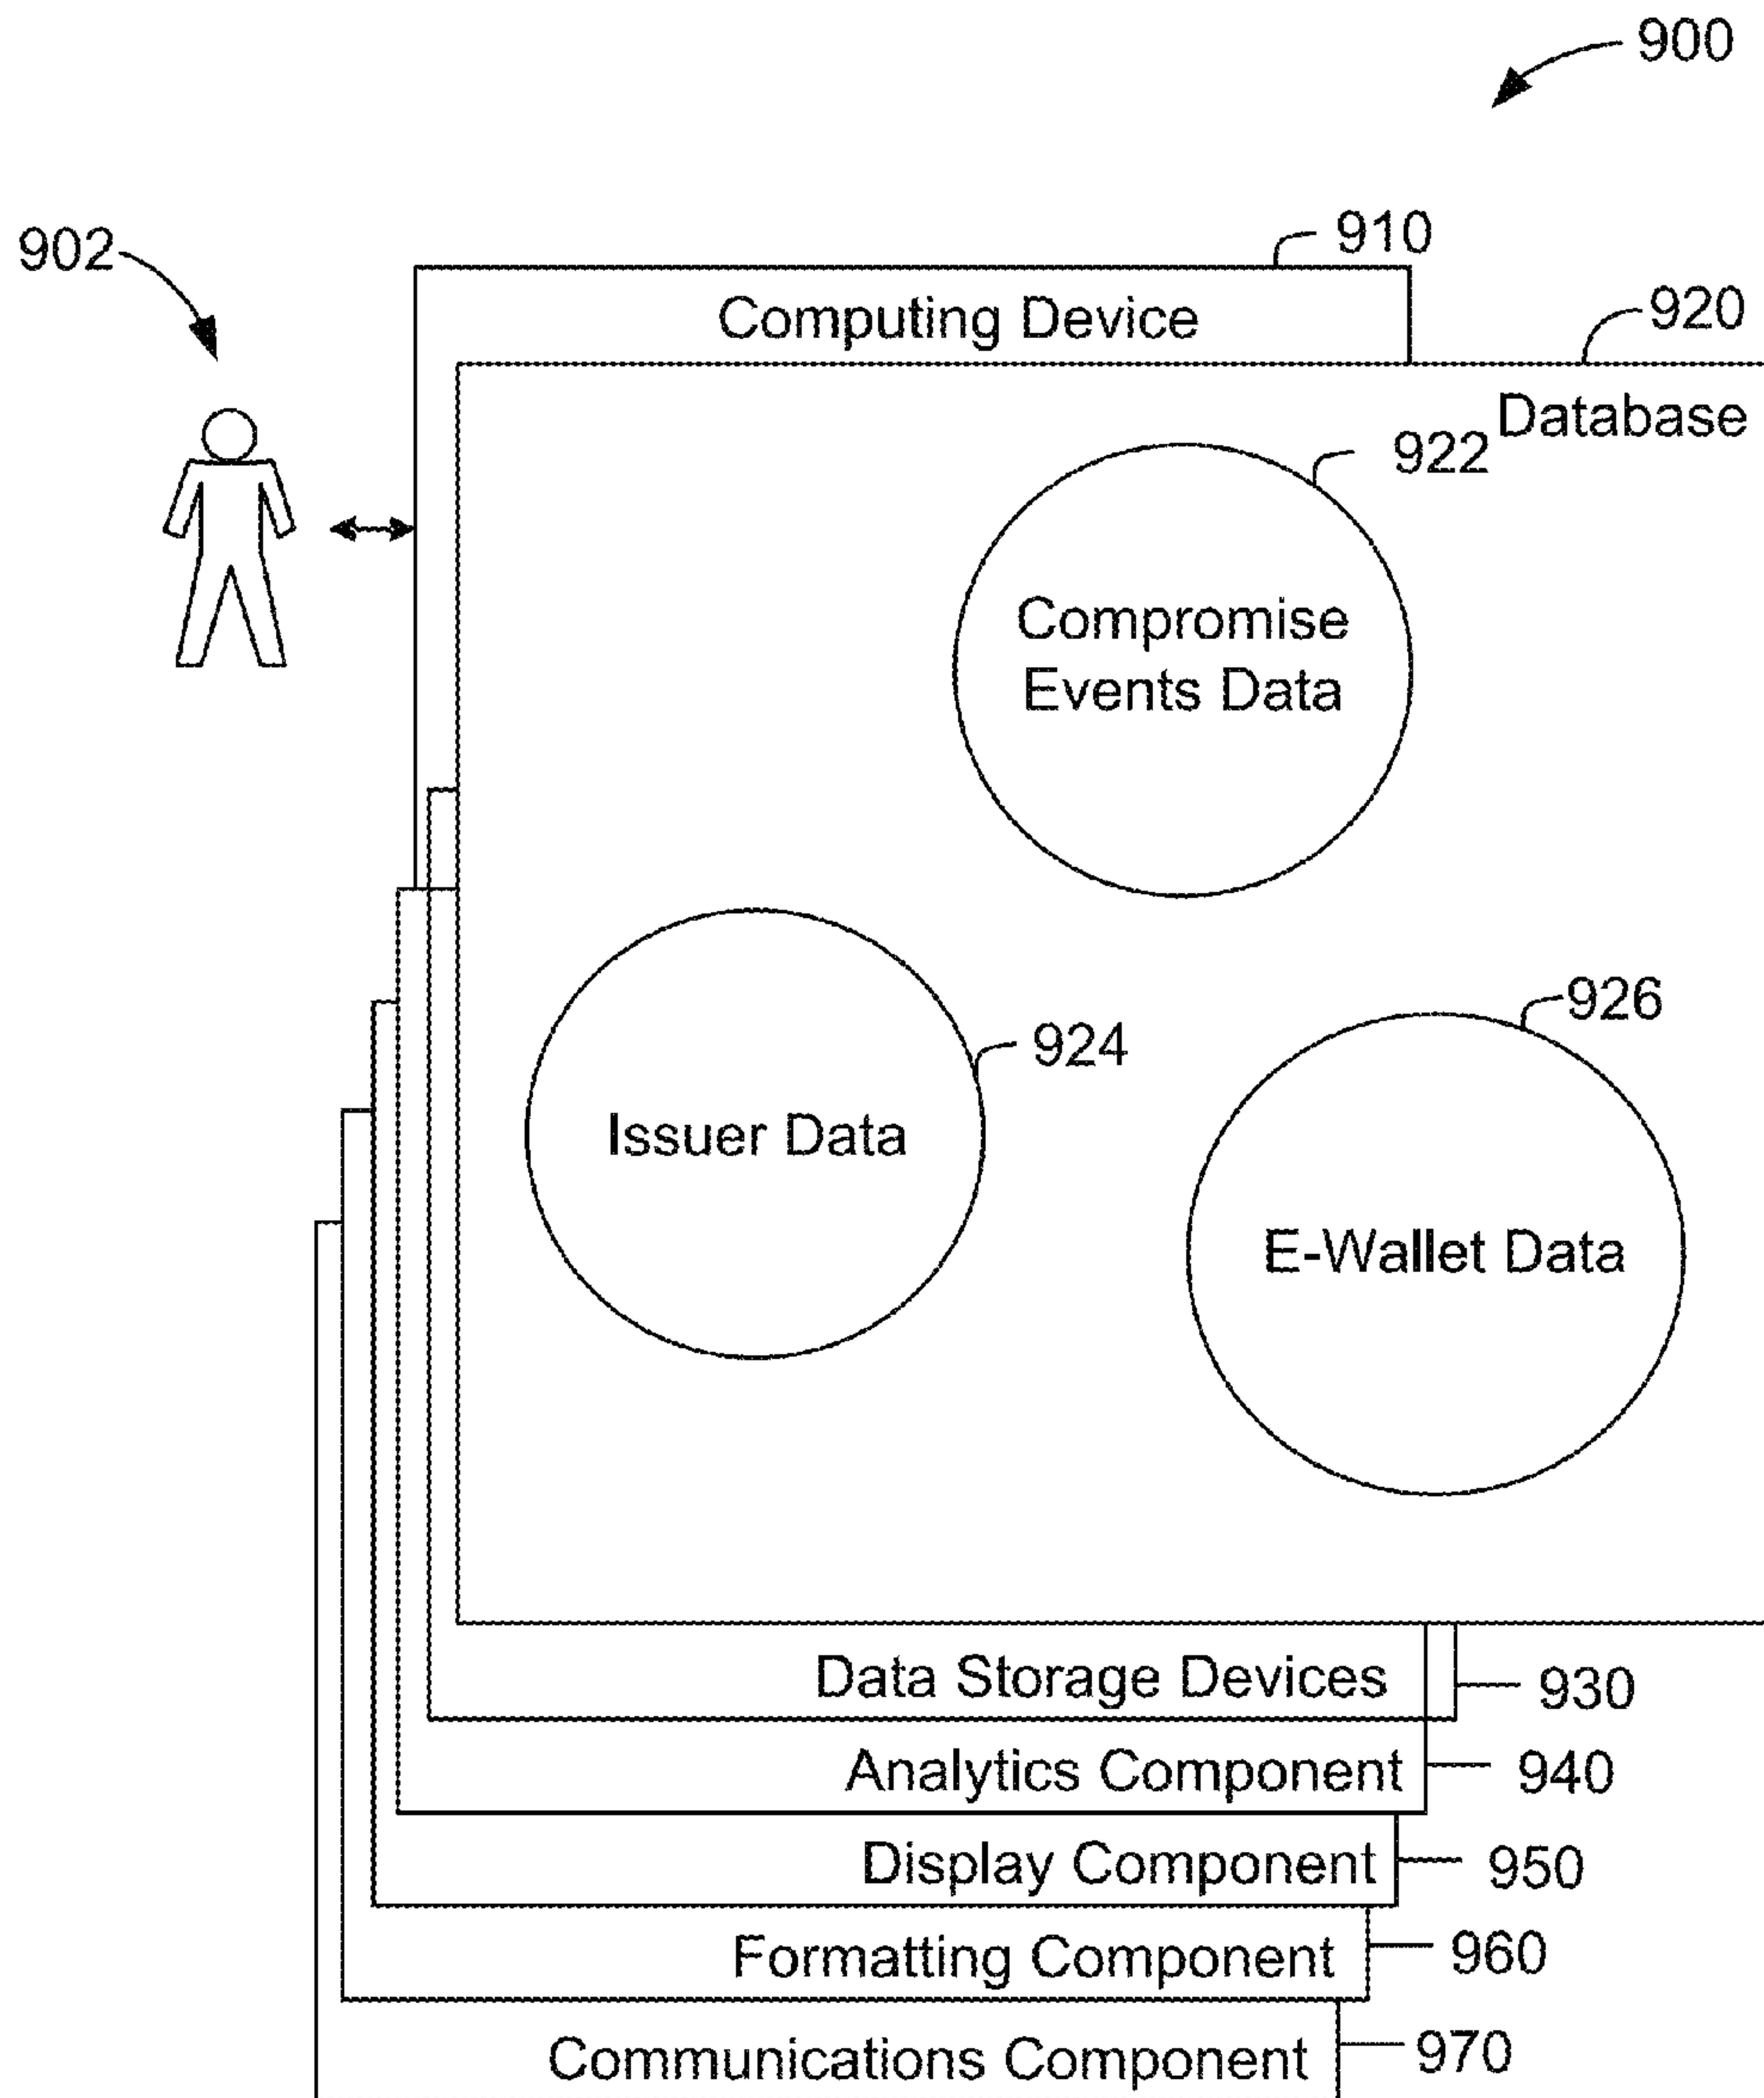 900
902
910
Computing Device
920
Database
922
Compromise
Events Data
924
Issuer Data
926
E-Wallet Data
Data Storage Devices
930
Analytics Component
940
Display Component
950
Formatting Component
960
Communications Component
970